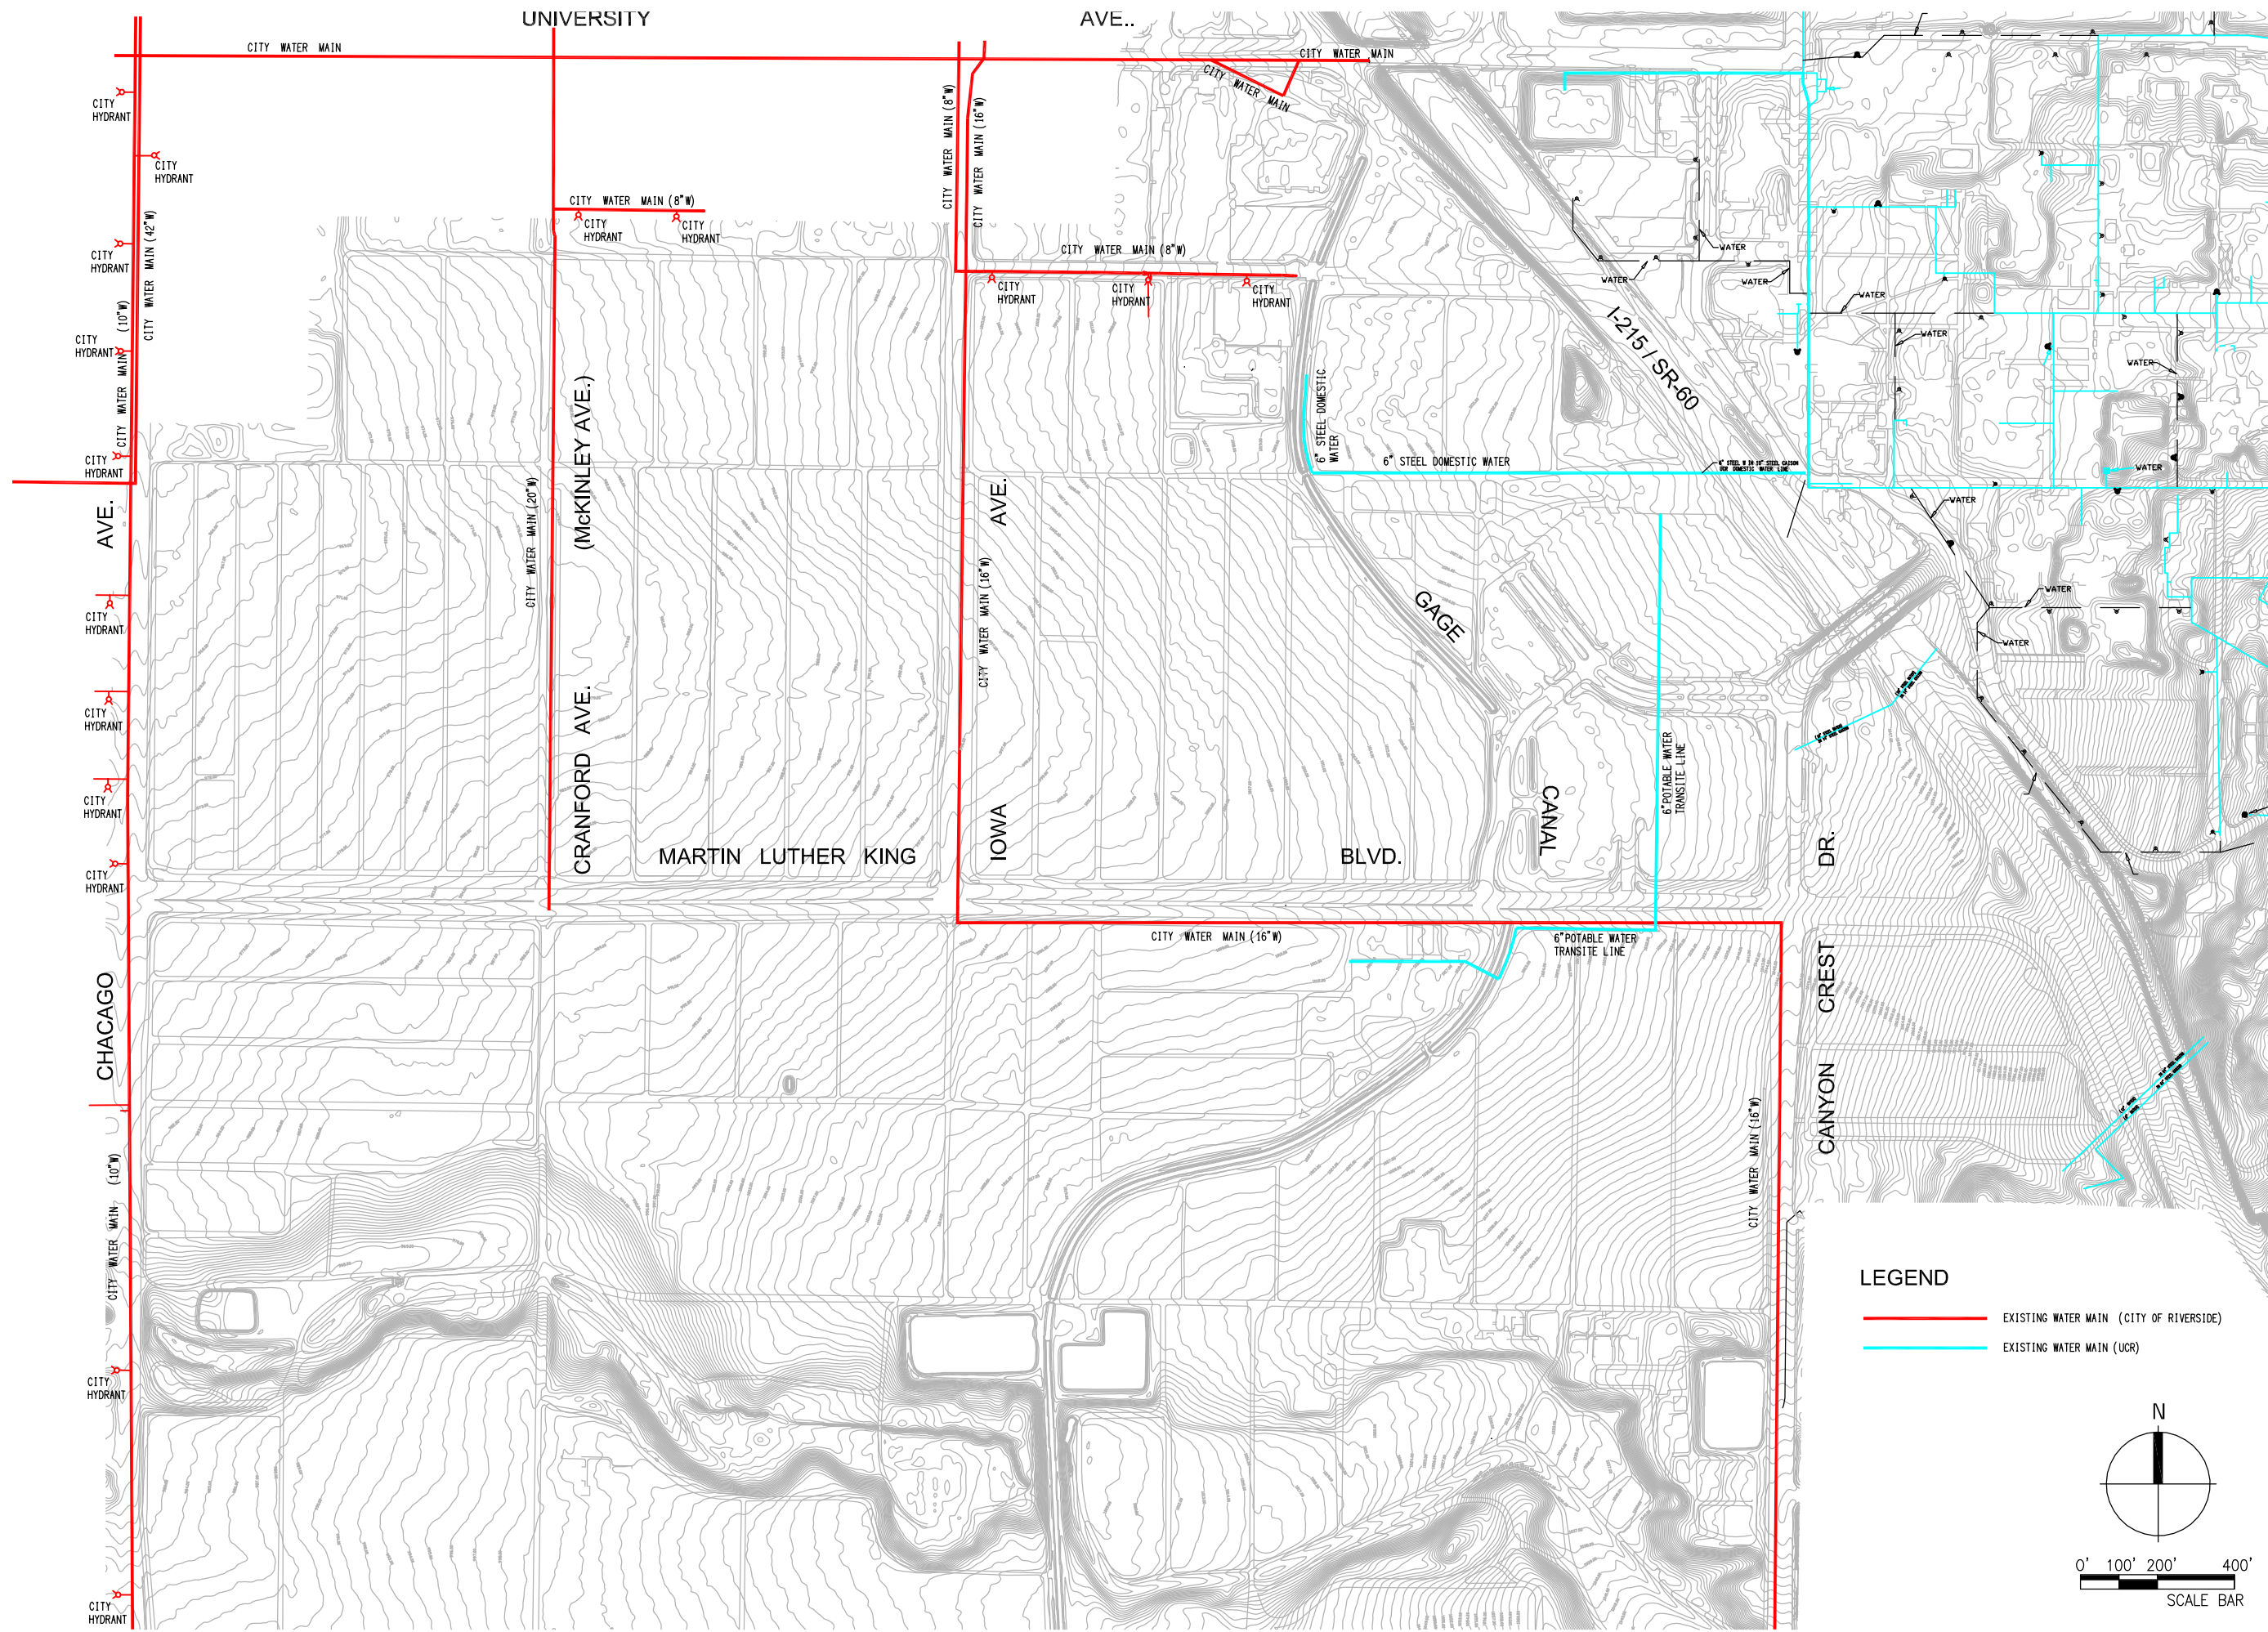 UNIVERSITY AVE..
CITY WATER MAIN
CITY WATER MAIN
CITY WATER MAIN
CITY
HYDRANT
CITY
HYDRANT
CITY WATER MAIN (8"W)
CITY WATER MAIN (16"W)
CITY WATER MAIN (8"W)
CITY
HYDRANT
CITY
HYDRANT
CITY WATER MAIN (42"W)
CITY
HYDRANT
CITY WATER MAIN (8"W)
CITY
HYDRANT
CITY
HYDRANT
CITY
HYDRANT
WATER
WATER
WATER
WATER
WATER
WATER
CITY WATER MAIN (10"W)
CITY
HYDRANT
I-215 / SR-60
(McKINLEY AVE.)
6" STEEL DOMESTIC
WATER
6" STEEL DOMESTIC WATER
WATER
CITY
HYDRANT
AVE.
CITY WATER MAIN (20"W)
AVE.
WATER
CITY WATER MAIN (16"W)
GAGE
WATER
WATER
CITY
HYDRANT
CITY
HYDRANT
CITY
HYDRANT
CRANFORD AVE.
IOWA
CANAL
6"POTABLE WATER
TRANSITE LINE
DR.
MARTIN LUTHER KING BLVD.
CITY
HYDRANT
CITY WATER MAIN (16"W)
6"POTABLE WATER
TRANSITE LINE
CHACAGO
CANYON CREST
CITY WATER MAIN (10"W)
CITY WATER MAIN (16"W)
LEGEND
EXISTING WATER MAIN (CITY OF RIVERSIDE)
EXISTING WATER MAIN (UCR)
CITY
HYDRANT
N
0' 100' 200' 400'
SCALE BAR
CITY
HYDRANT